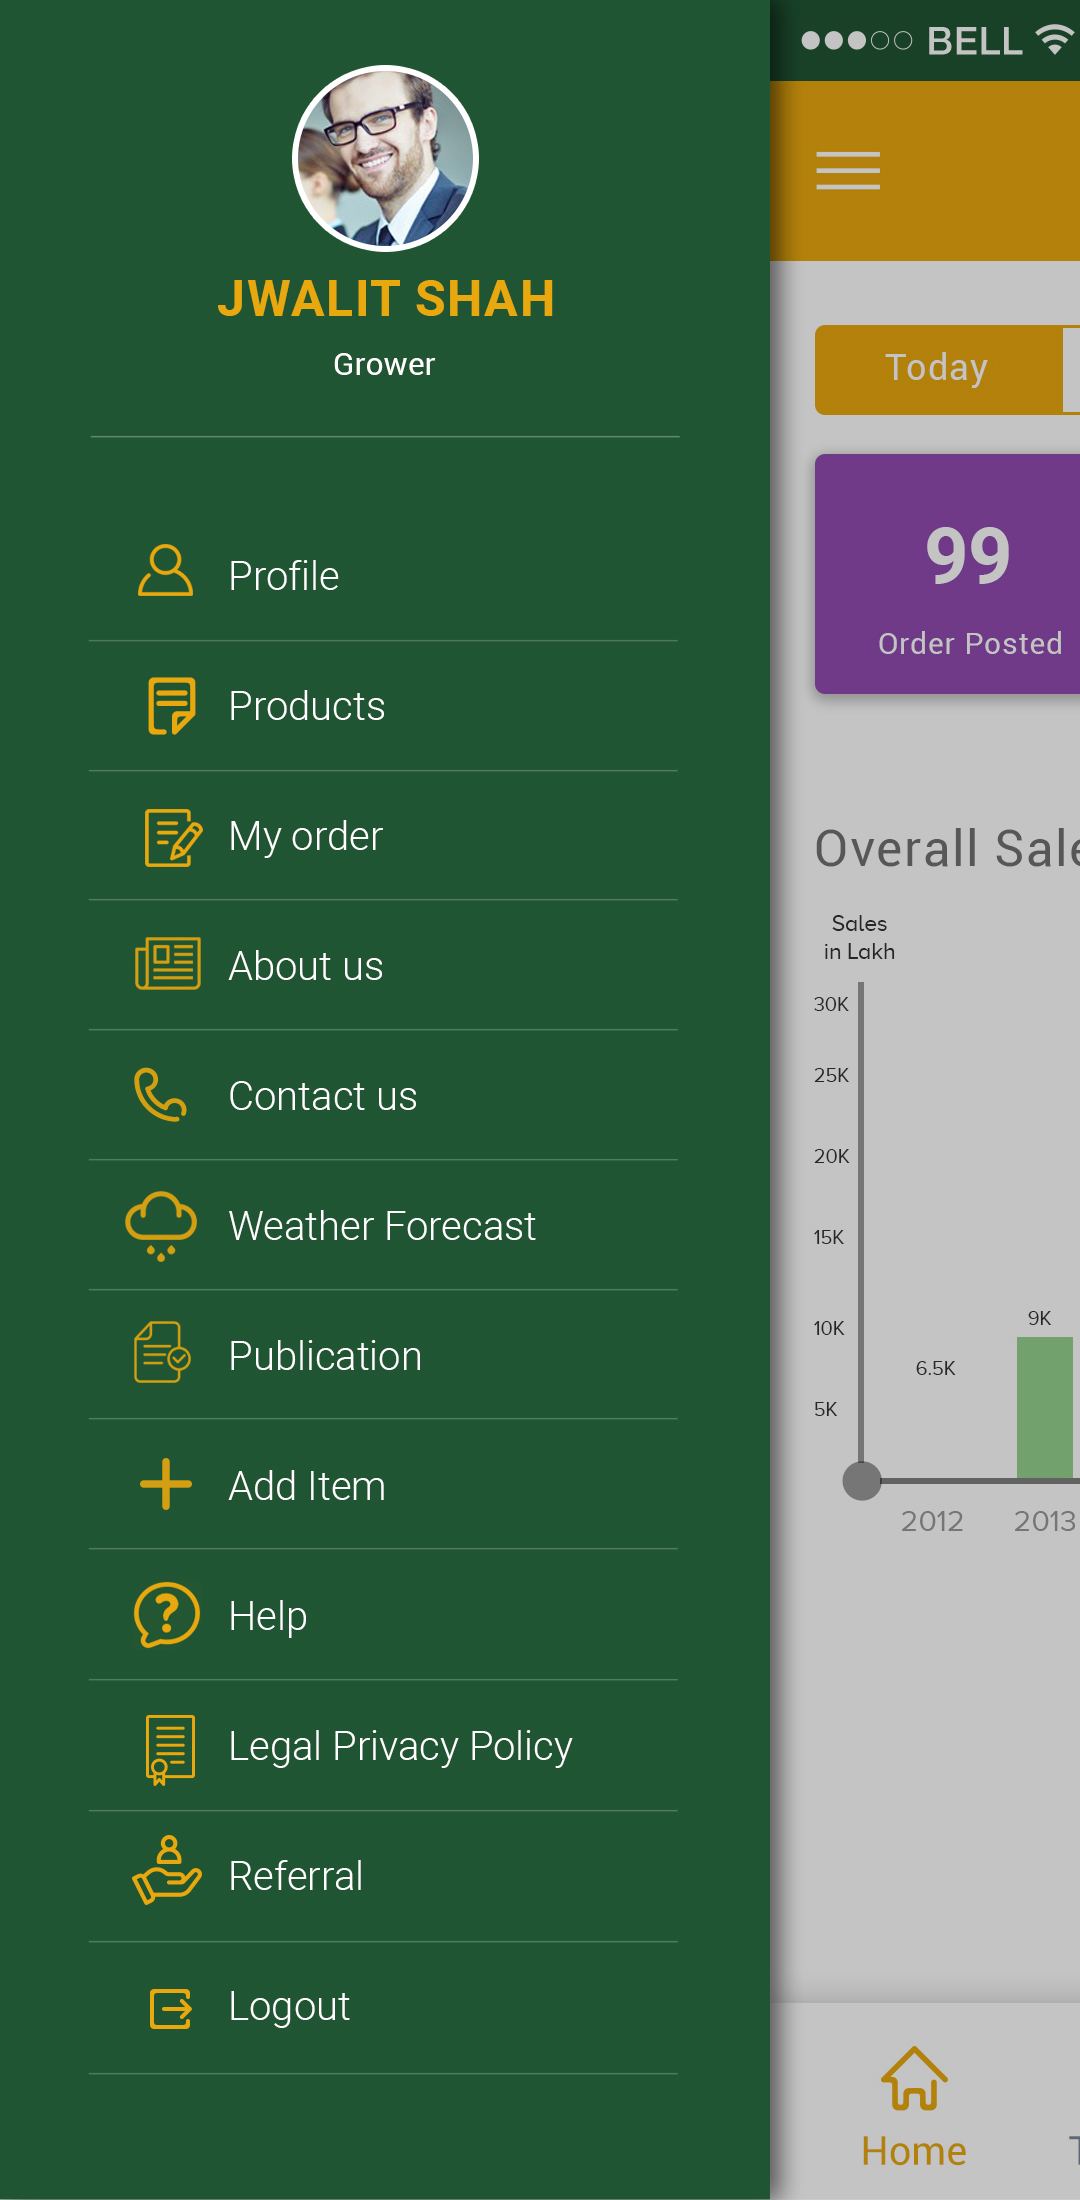 BELL
JWALIT SHAH
Grower
Profile
Products
My order
About us
Contact us
Weather Forecast
Publication
Add Item
Help
Legal Privacy Policy
Referral
Logout
Today
99
Order Posted
Overall Sale
Sales
in Lakh
30K
25K
20K
15K
10K
5K
6.5K
9K
2012 2013
Home